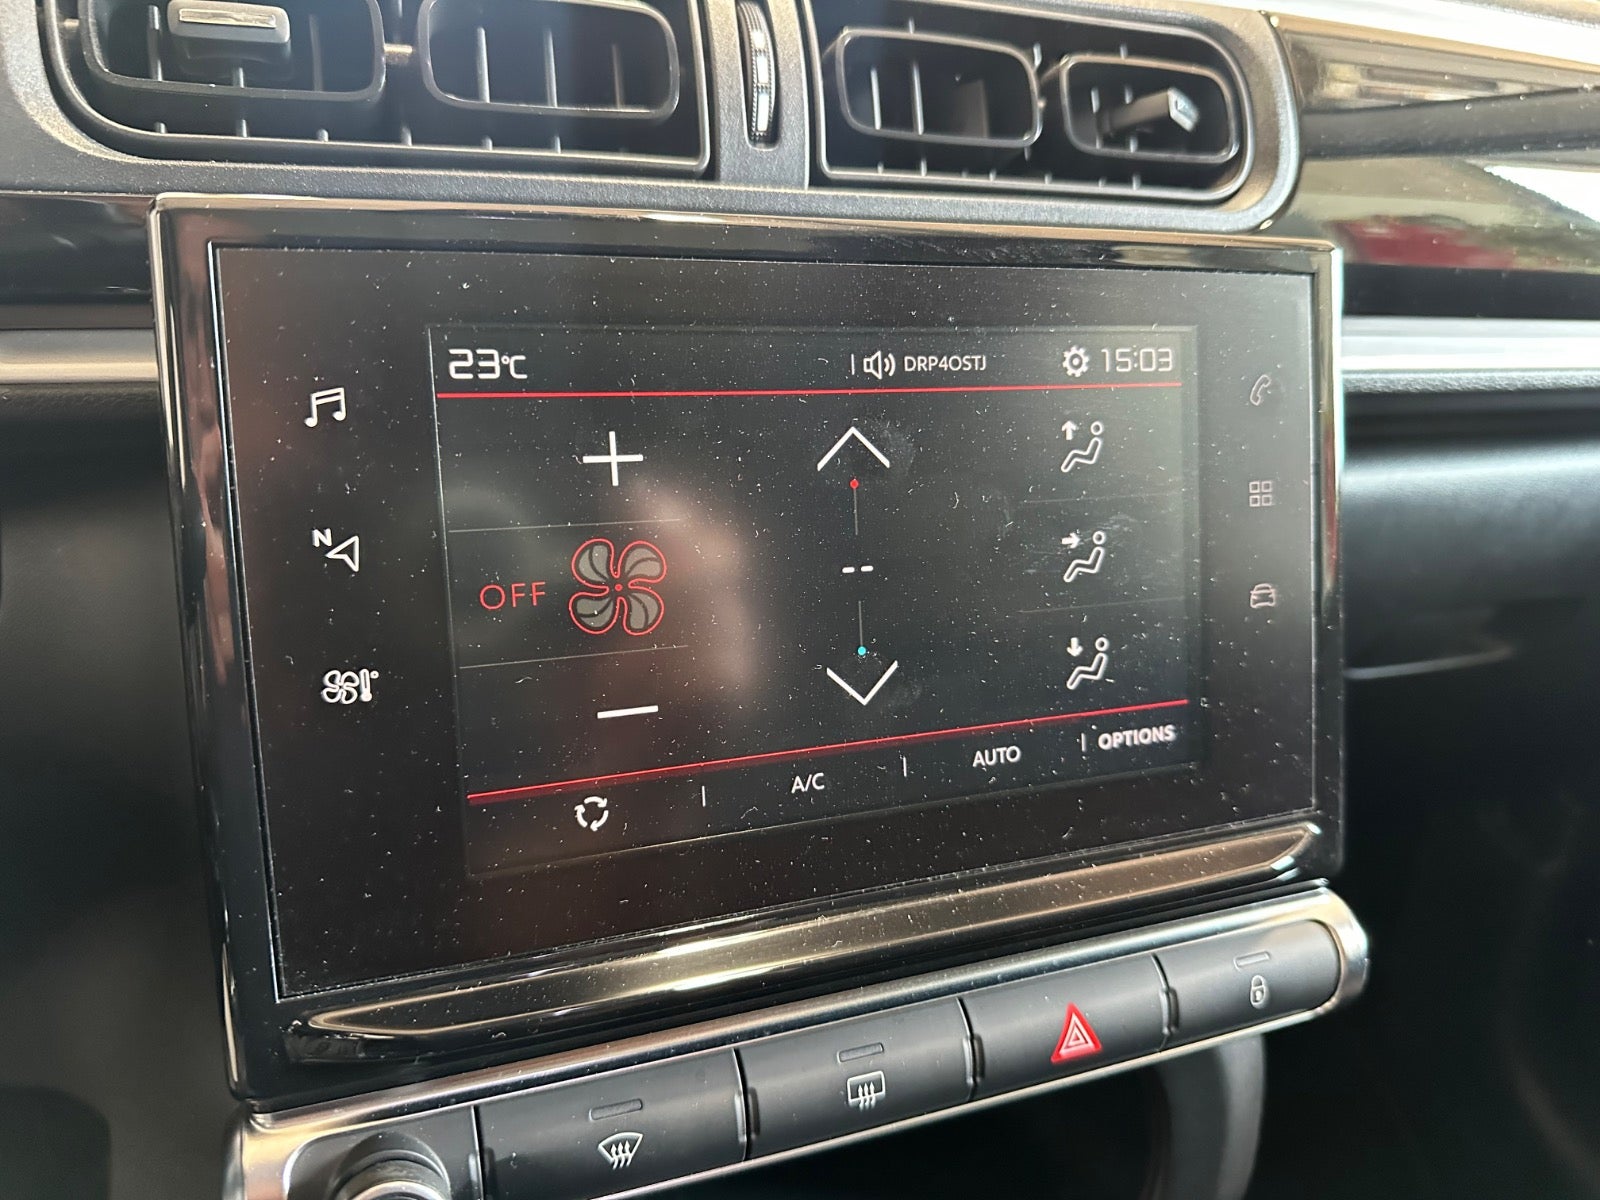 23°C
DRP4OSTJ
15:03
N
OFF
--
A/C
AUTO
OPTIONS